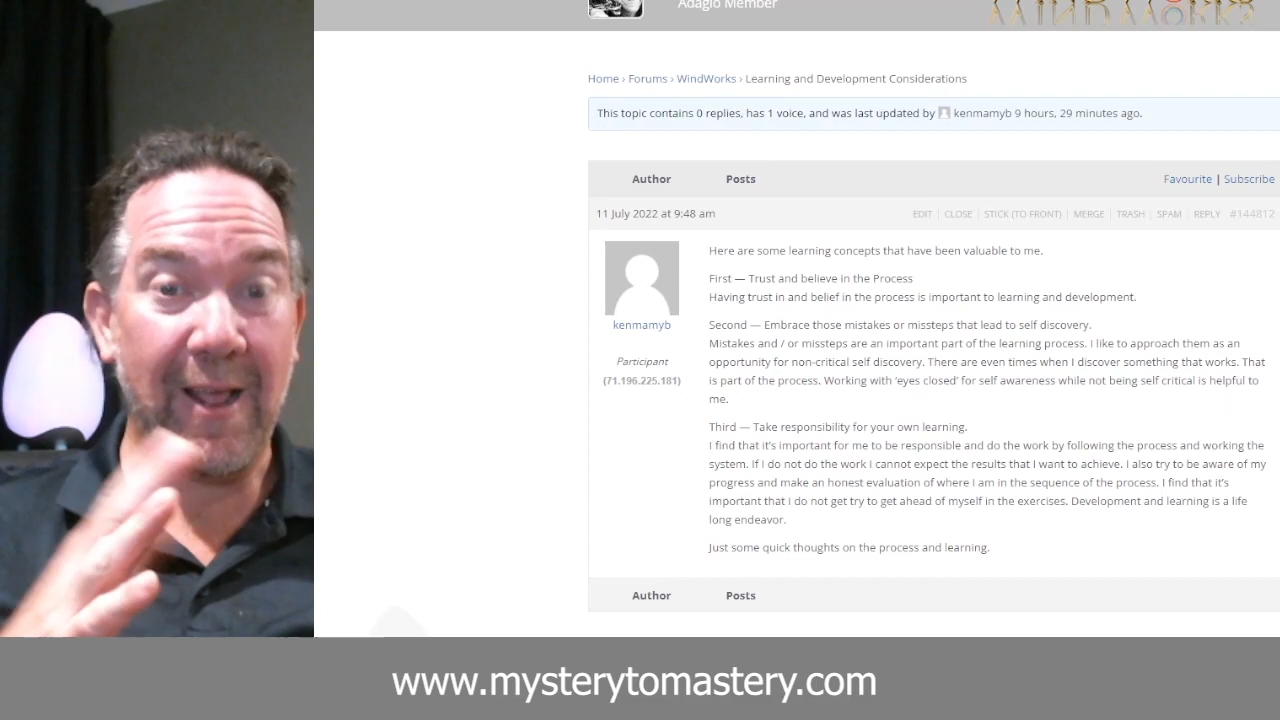 Adagio Member
MINDWORKS
Home › Forums › WindWorks › Learning and Development Considerations
This topic contains 0 replies, has 1 voice, and was last updated by kenmamyb 9 hours, 29 minutes ago.
Author Posts Favourite | Subscribe
11 July 2022 at 9:48 am EDIT | CLOSE | STICK (TO FRONT) | MERGE | TRASH | SPAM | REPLY #144812
Here are some learning concepts that have been valuable to me.
First — Trust and believe in the Process
Having trust in and belief in the process is important to learning and development.
kenmamyb
Participant
(71.196.225.181)
Second — Embrace those mistakes or missteps that lead to self discovery.
Mistakes and / or missteps are an important part of the learning process. I like to approach them as an
opportunity for non-critical self discovery. There are even times when I discover something that works. That
is part of the process. Working with ‘eyes closed’ for self awareness while not being self critical is helpful to
me.
Third — Take responsibility for your own learning.
I find that it’s important for me to be responsible and do the work by following the process and working the
system. If I do not do the work I cannot expect the results that I want to achieve. I also try to be aware of my
progress and make an honest evaluation of where I am in the sequence of the process. I find that it’s
important that I do not get try to get ahead of myself in the exercises. Development and learning is a life
long endeavor.
Just some quick thoughts on the process and learning.
Author Posts
www.mysterytomastery.com